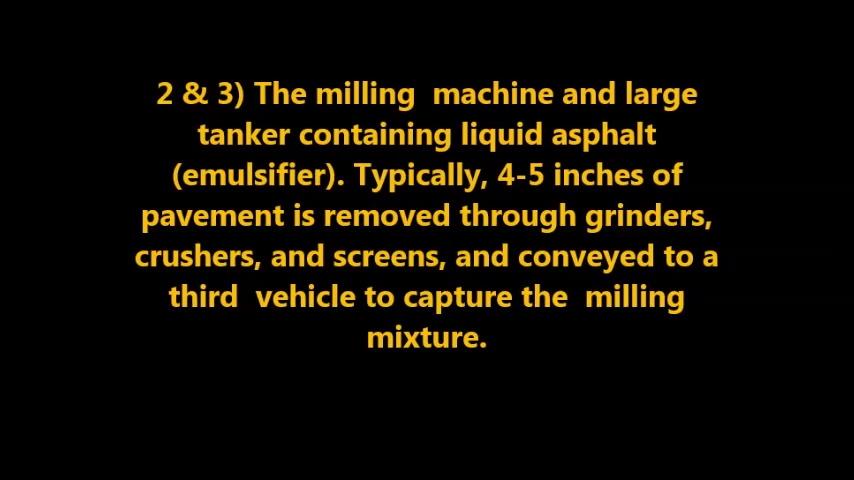 2 & 3) The milling  machine and large
tanker containing liquid asphalt
(emulsifier). Typically, 4-5 inches of
pavement is removed through grinders,
crushers, and screens, and conveyed to a
third  vehicle to capture the  milling
mixture.